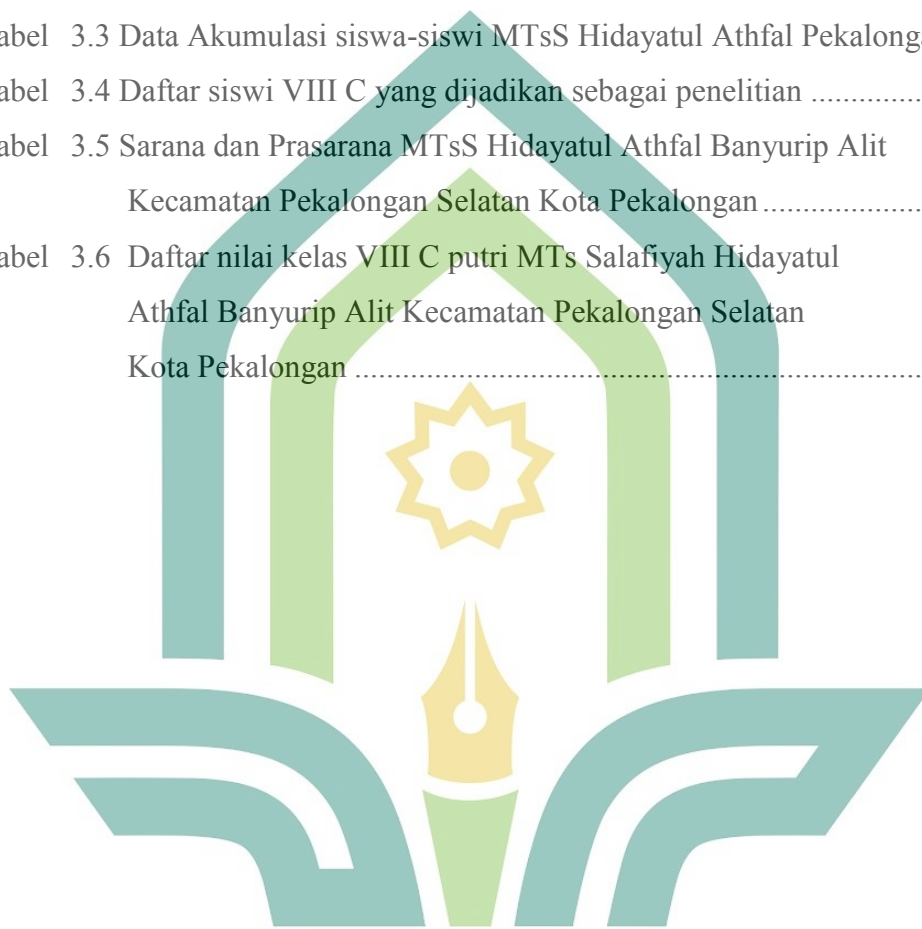 abel 3.3 Data Akumulasi siswa-siswi MTsS Hidayatul Athfal Pekalonga
abel 3.4 Daftar siswi VIII C yang dijadikan sebagai penelitian ..............
abel 3.5 Sarana dan Prasarana MTsS Hidayatul Athfal Banyurip Alit
Kecamatan Pekalongan Selatan Kota Pekalongan ....................
abel 3.6 Daftar nilai kelas VIII C putri MTs Salafiyah Hidayatul
Athfal Banyurip Alit Kecamatan Pekalongan Selatan
Kota Pekalongan ........................................................................